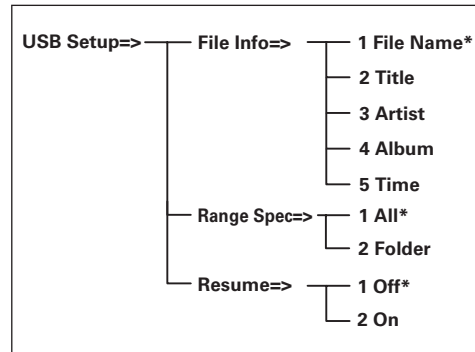 USB Setup=> File Info=> 1 File Name*
2 Title
3 Artist
4 Album
5 Time
Range Spec=> 1 All*
2 Folder
Resume=> 1 Off*
2 On